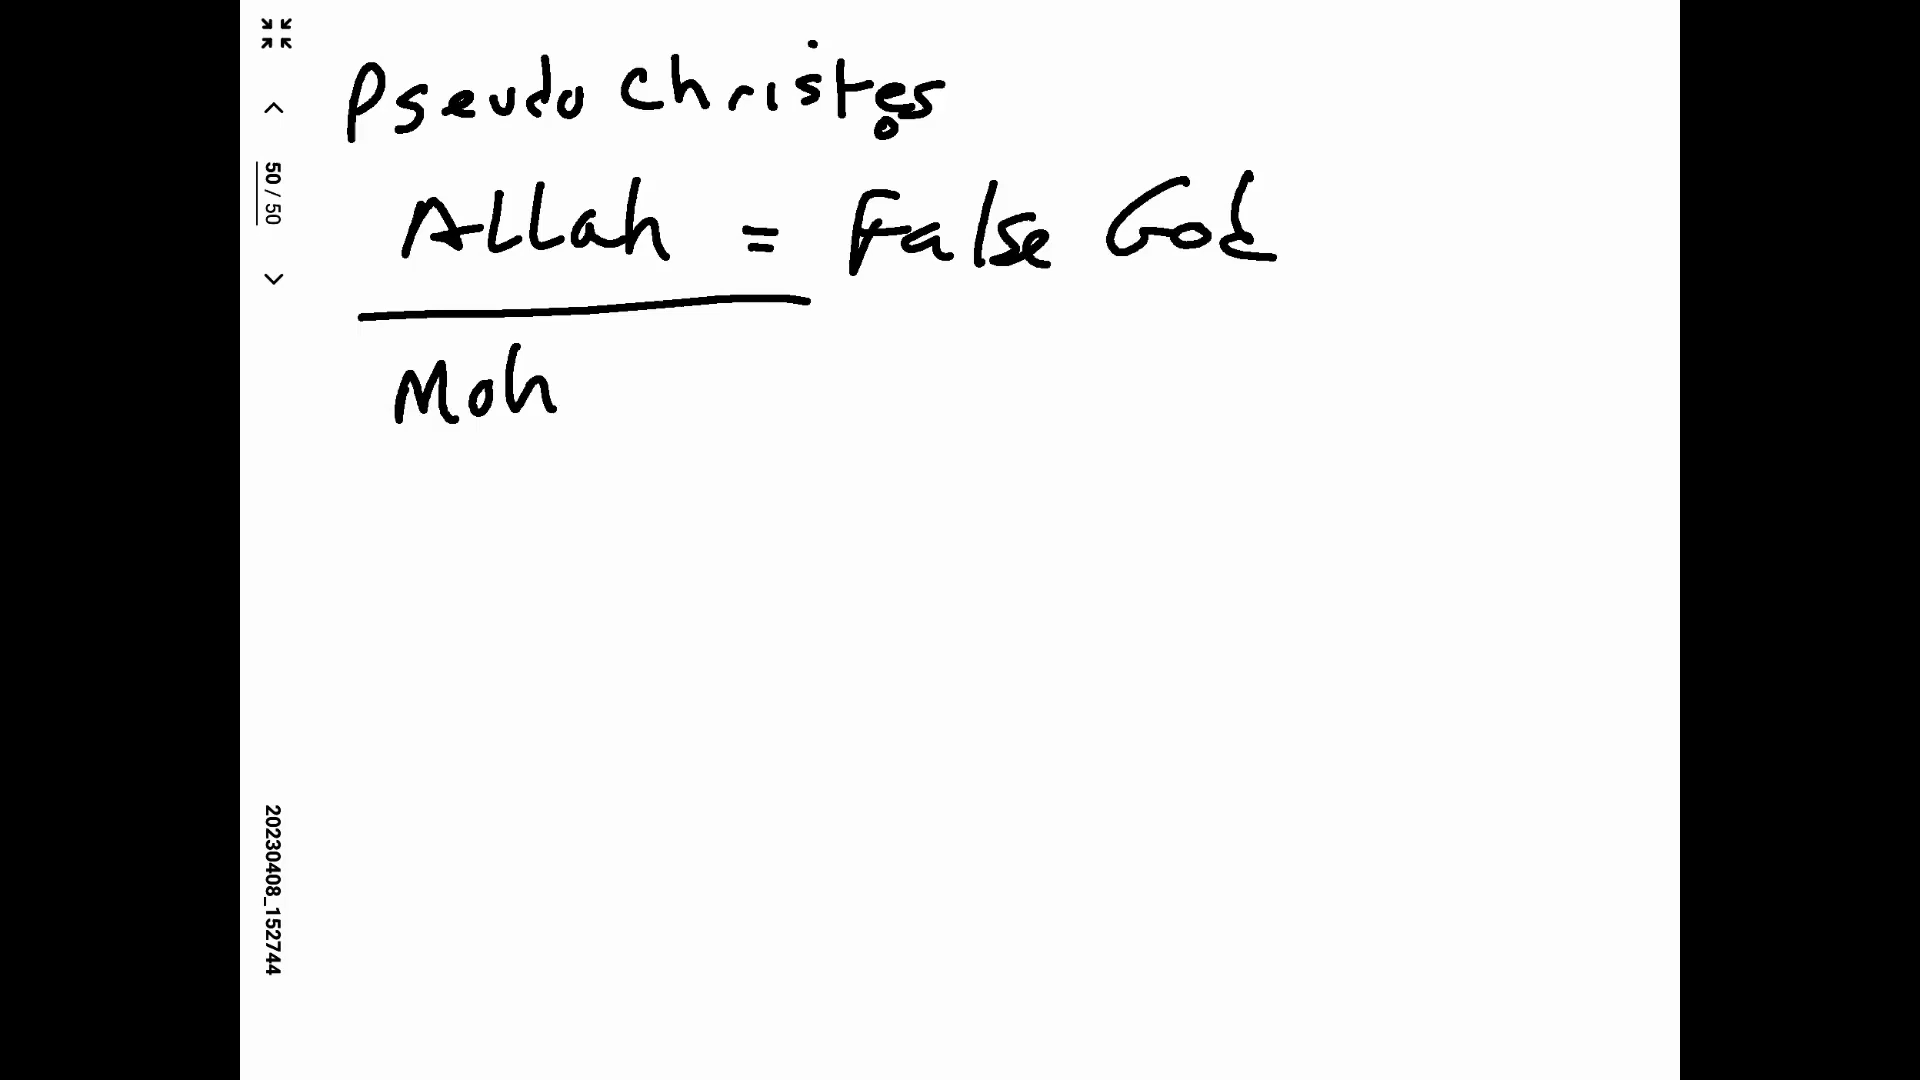 Pseudo Christos
Allah = False God
Moh
50 / 50
20230408_152744